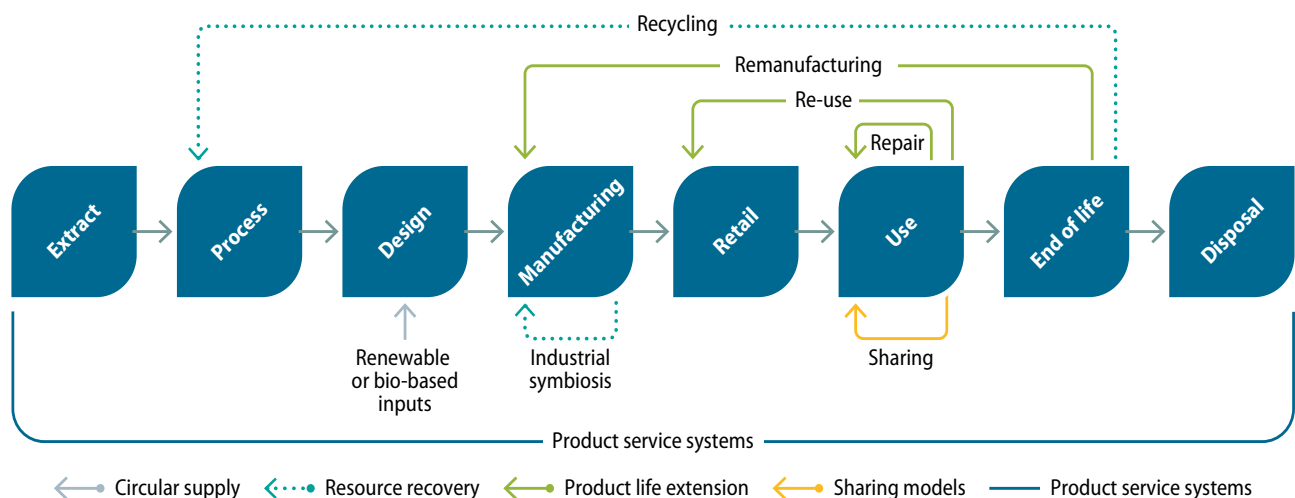 Recycling
Remanufacturing
Re-use
Repair
Extract
Process
Design
Manufacturing
Retail
Use
End of life
Disposal
Renewable
or bio-based
inputs
Industrial
symbiosis
Sharing
Product service systems
Circular supply
Resource recovery
Product life extension
Sharing models
Product service systems